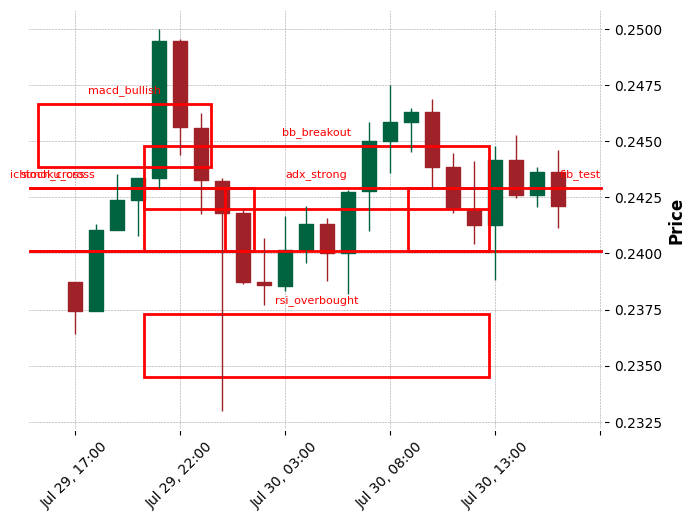 0.2500
0.2475
0.2450
0.2425
0.2400
0.2375
0.2350
0.2325
Price
macd_bullish
bb_breakout
adx_strong
fib_test
rsi_overbought
Jul 29, 17:00
Jul 29, 22:00
Jul 30, 03:00
Jul 30, 08:00
Jul 30, 13:00